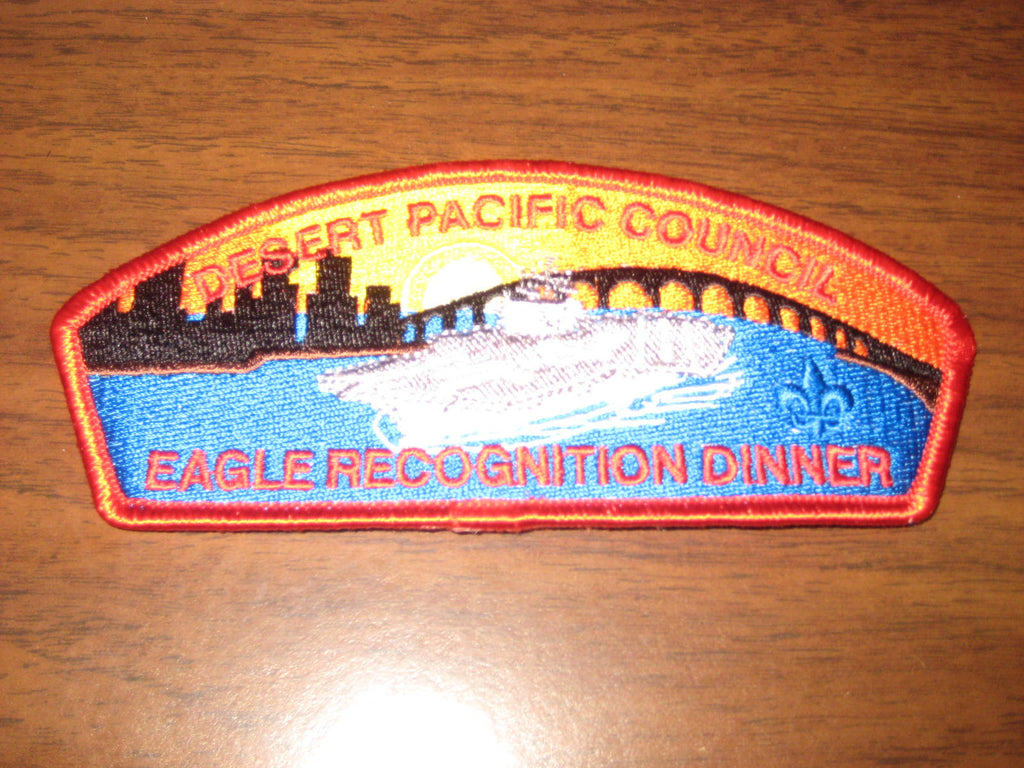 DESERT PACIFIC COUNCIL
EAGLE RECOGNITION DINNER